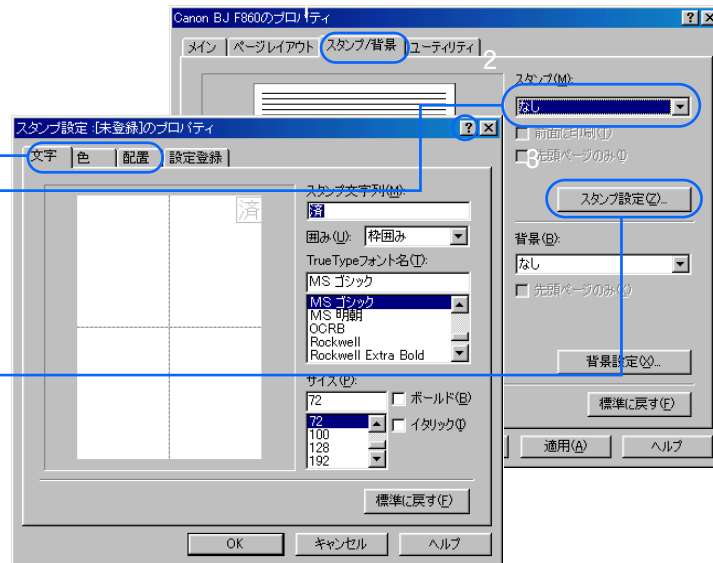 Canon BJ F860のプロパティ
メイン
ページレイアウト
スタンプ/背景
ユーティリティ
2
スタンプ(M):
なし
前面に印刷(T)
先頭ページのみ(I)
3
スタンプ設定(Z)...
背景(B):
なし
先頭ページのみ
背景設定(X)...
標準に戻す(F)
適用(A)
ヘルプ
スタンプ設定:[未登録]のプロパティ
文字
色
配置
設定登録
済
スタンプ文字列(M):
済
囲み(U):
枠囲み
TrueTypeフォント名(T):
MS ゴシック
MS ゴシック
MS 明朝
OCRB
Rockwell
Rockwell Extra Bold
サイズ(P):
72
72
100
128
192
ボールド(B)
イタリック(I)
標準に戻す(F)
OK
キャンセル
ヘルプ